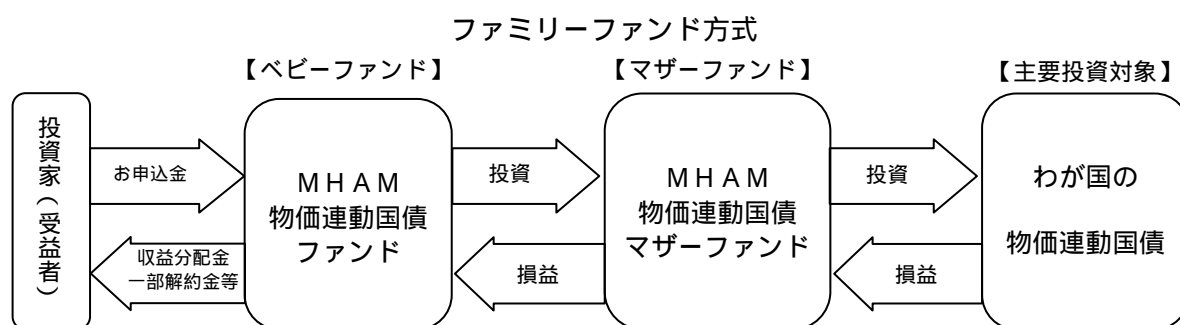 ファミリーファンド方式
【ベビーファンド】
【マザーファンド】
【主要投資対象】
投資家(受益者)
お申込金
収益分配金
一部解約金等
MHAM
物価連動国債
ファンド
投資
損益
MHAM
物価連動国債
マザーファンド
投資
損益
わが国の
物価連動国債